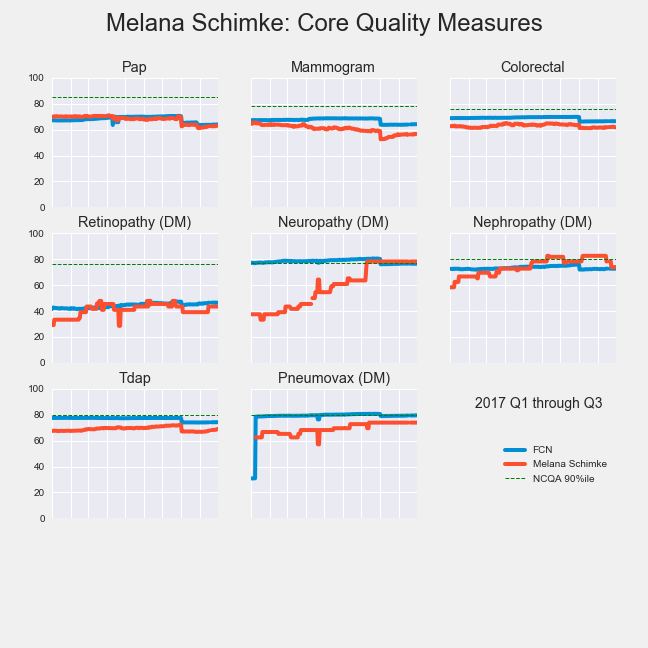 Melana Schimke: Core Quality Measures
Pap
Mammogram
Colorectal
100
80
60
40
20
0
Retinopathy (DM)
Neuropathy (DM)
Nephropathy (DM)
100
80
60
40
20
0
Tdap
Pneumovax (DM)
2017 Q1 through Q3
100
80
60
40
20
0
FCN
Melana Schimke
NCQA 90%ile